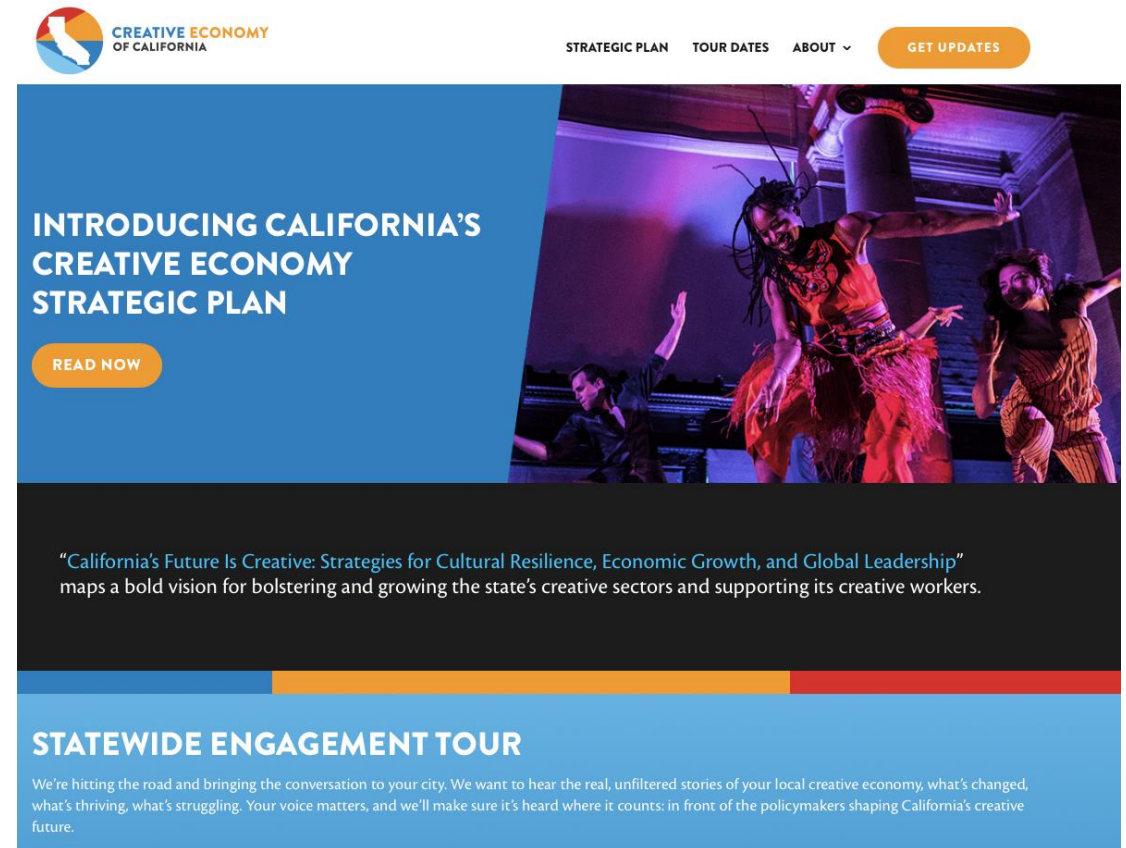 CREATIVE ECONOMY
OF CALIFORNIA
STRATEGIC PLAN
TOUR DATES
ABOUT
GET UPDATES
INTRODUCING CALIFORNIA’S
CREATIVE ECONOMY
STRATEGIC PLAN
READ NOW
“California’s Future Is Creative: Strategies for Cultural Resilience, Economic Growth, and Global Leadership”
maps a bold vision for bolstering and growing the state’s creative sectors and supporting its creative workers.
STATEWIDE ENGAGEMENT TOUR
We’re hitting the road and bringing the conversation to your city. We want to hear the real, unfiltered stories of your local creative economy, what’s changed,
what’s thriving, what’s struggling. Your voice matters, and we’ll make sure it’s heard where it counts: in front of the policymakers shaping California’s creative
future.